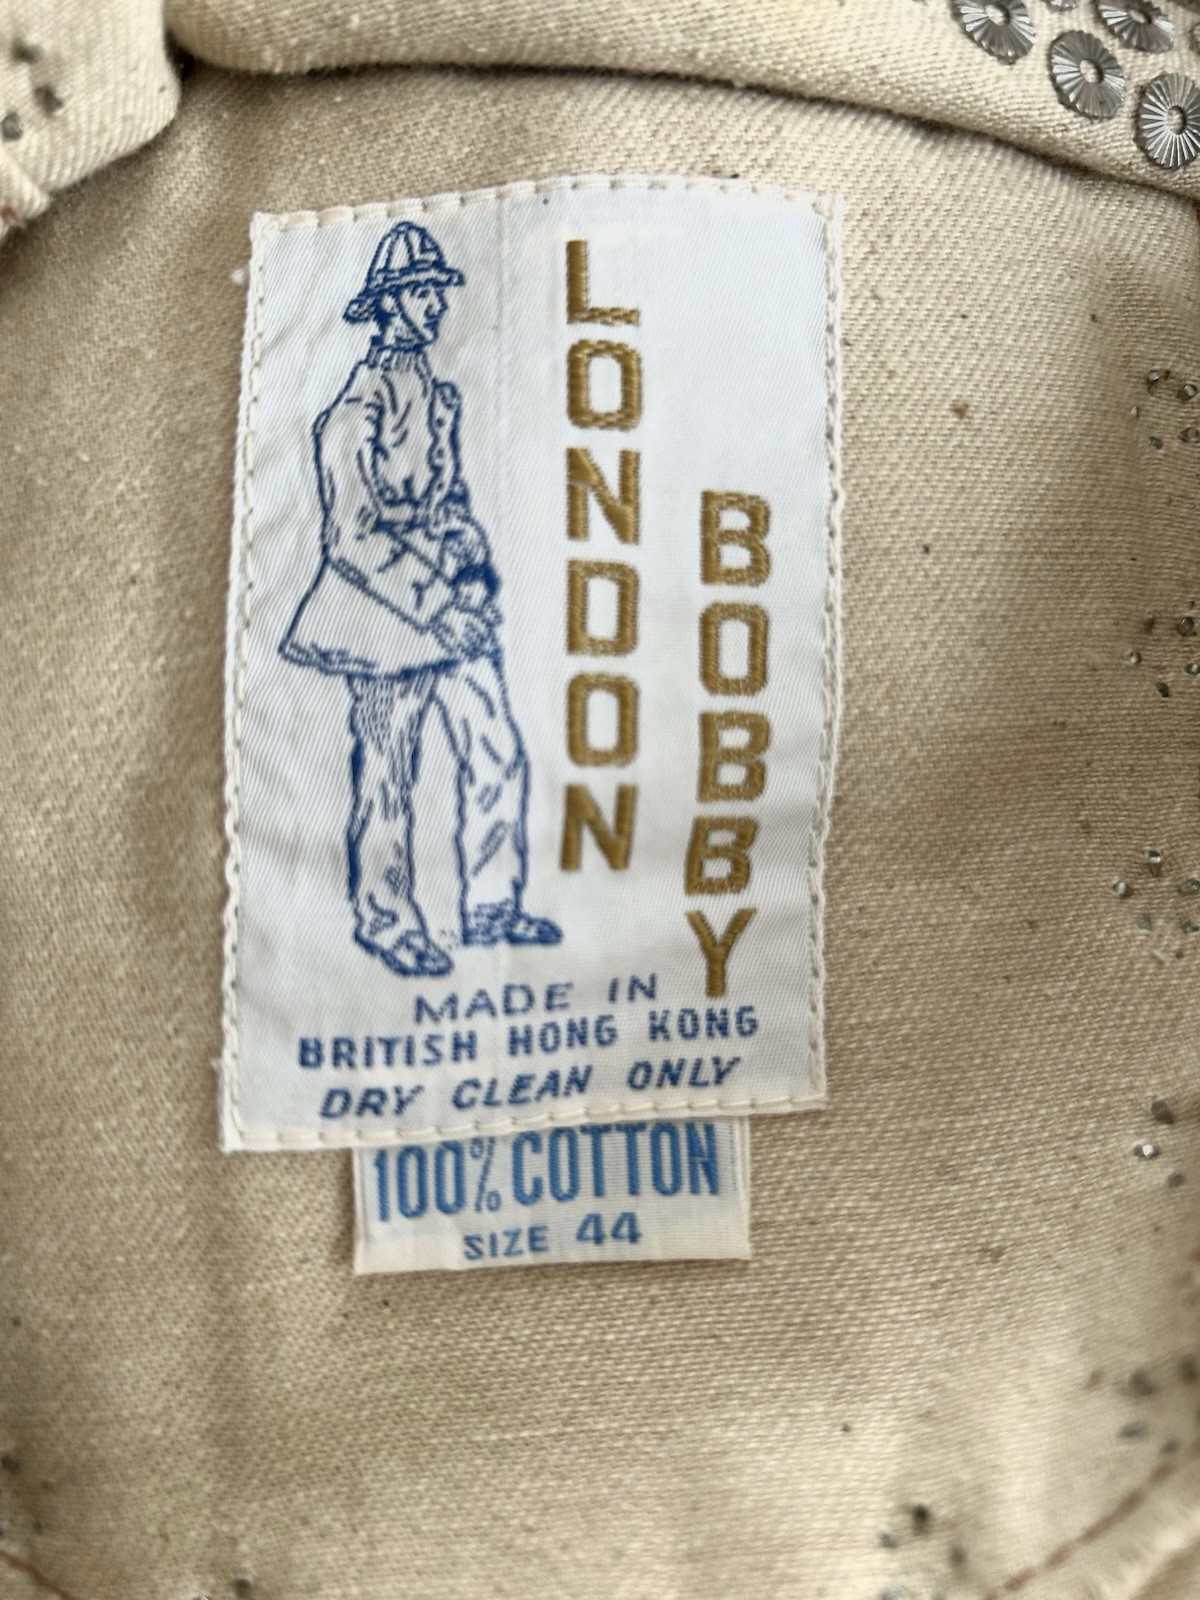 LONDON
BOBBY
MADE IN
BRITISH HONG KONG
DRY CLEAN ONLY
100% COTTON
SIZE 44